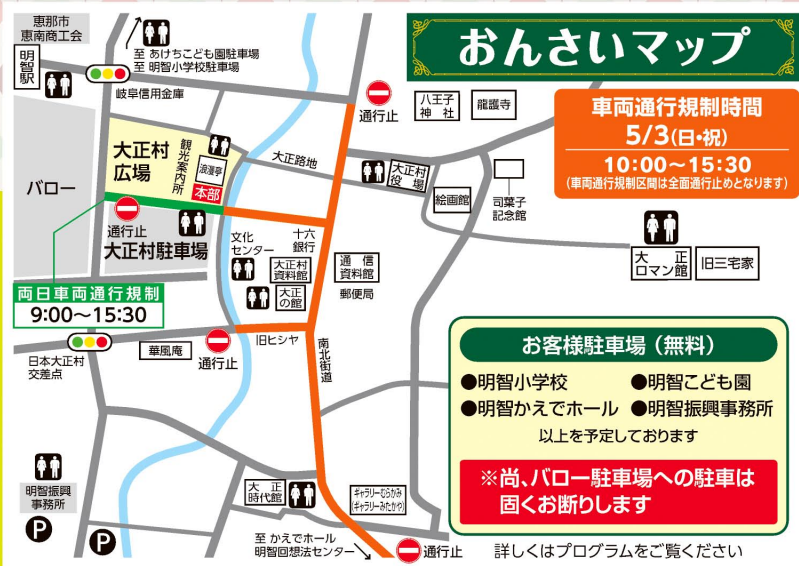 おんさいマップ
恵那市
恵南商工会
明智駅
至 あけちこども園駐車場
至 明智小学校駐車場
岐阜信用金庫
通行止
八王子
神社
龍護寺
車両通行規制時間
5/3(日・祝)
10:00～15:30
(車両通行規制区間は全面通行止めとなります)
バロー
大正村
広場
観光案内所
浪漫亭
本部
大正路地
大正村
役場
絵画館
司葉子
記念館
通行止
大正村駐車場
文化
センター
十六
銀行
大正村
資料館
大正
の館
通信
資料館
郵便局
大正
ロマン館
旧三宅家
両日車両通行規制
9:00～15:30
日本大正村
交差点
華風庵
通行止
旧ヒシヤ
南北街道
お客様駐車場（無料）
●明智小学校
●明智こども園
●明智かえでホール
●明智振興事務所
以上を予定しております
※尚、バロー駐車場への駐車は
固くお断りします
明智振興
事務所
P
P
大正
時代館
ギャラリーむらかみ
(ギャラリーみたかや)
至 かえでホール
明智回想法センター
通行止
詳しくはプログラムをご覧ください